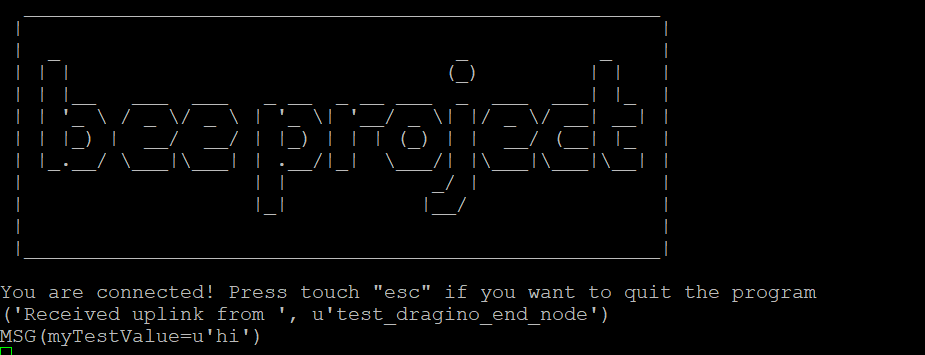 bee project
You are connected! Press touch "esc" if you want to quit the program
('Received uplink from ', u'test_dragino_end_node')
MSG(myTestValue=u'hi')